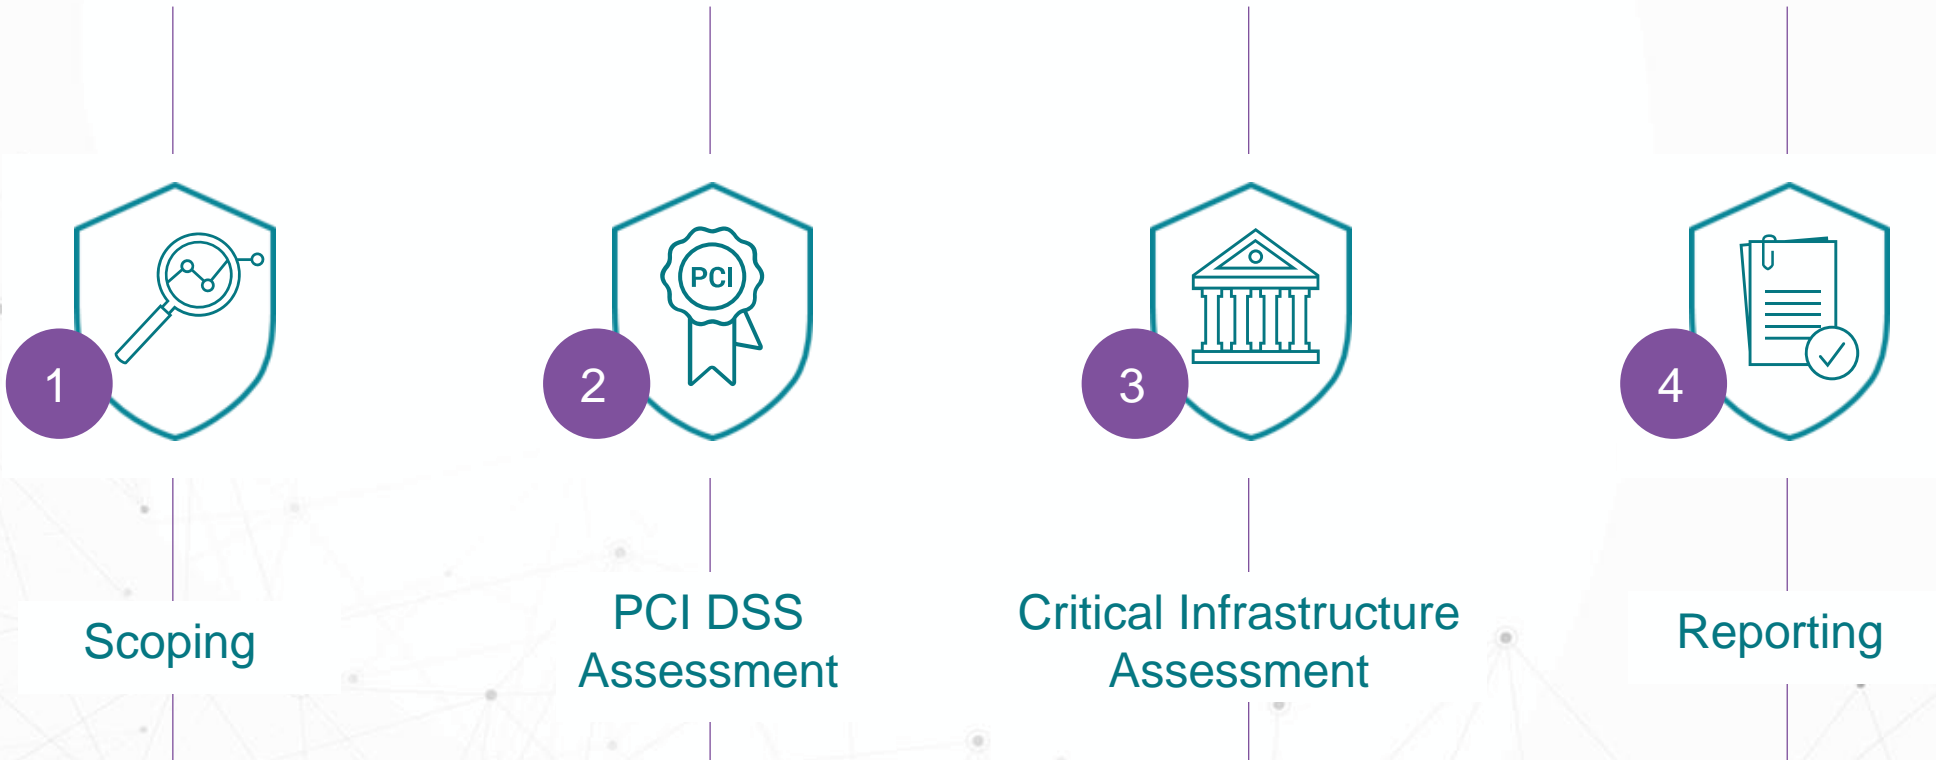 PCI
1
2
3
4
Scoping
PCI DSS
Assessment
Critical Infrastructure
Assessment
Reporting